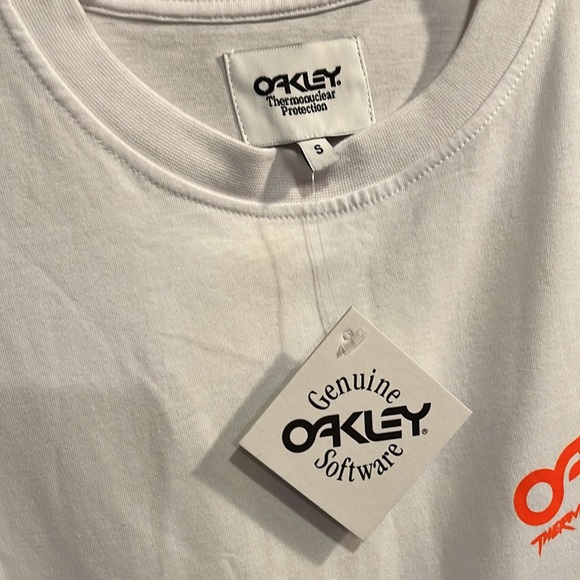 OAKLEY®
Thermonuclear
Protection
S
Genuine
OAKLEY®
Software